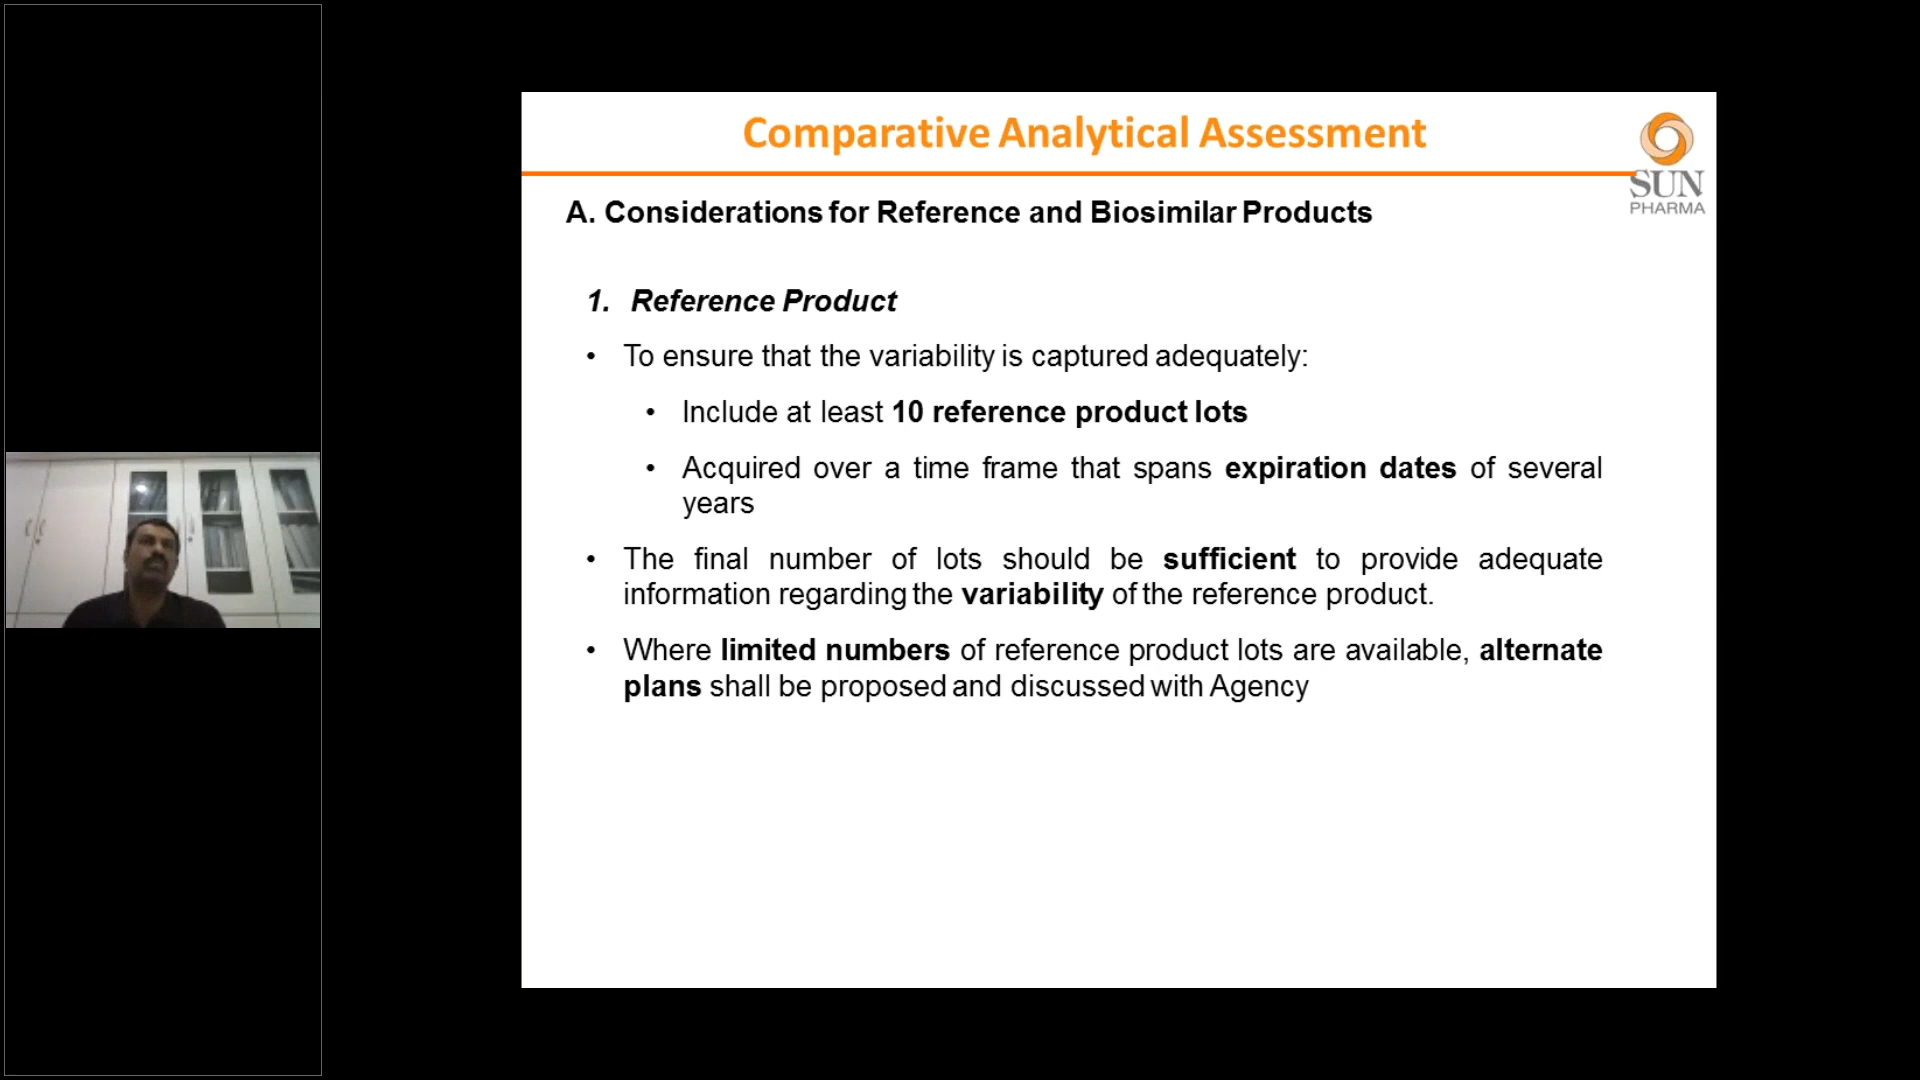 Comparative Analytical Assessment
SUN
PHARMA
A. Considerations for Reference and Biosimilar Products
1. Reference Product
• To ensure that the variability is captured adequately:
• Include at least 10 reference product lots
• Acquired over a time frame that spans expiration dates of several
years
• The final number of lots should be sufficient to provide adequate
information regarding the variability of the reference product.
• Where limited numbers of reference product lots are available, alternate
plans shall be proposed and discussed with Agency